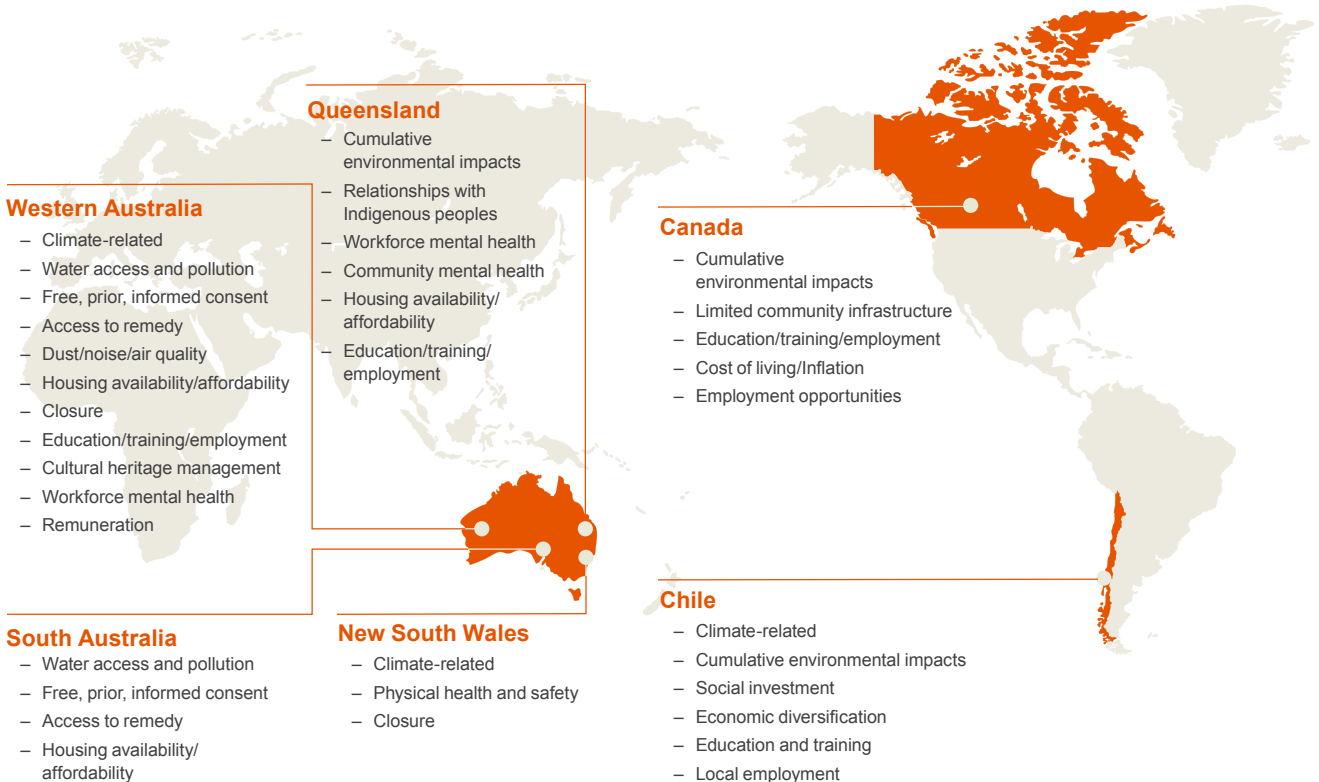 Queensland
– Cumulative
environmental impacts
– Relationships with
Indigenous peoples
– Workforce mental health
– Community mental health
– Housing availability/
affordability
– Education/training/
employment
Western Australia
– Climate-related
– Water access and pollution
– Free, prior, informed consent
– Access to remedy
– Dust/noise/air quality
– Housing availability/affordability
– Closure
– Education/training/employment
– Cultural heritage management
– Workforce mental health
– Remuneration
Canada
– Cumulative
environmental impacts
– Limited community infrastructure
– Education/training/employment
– Cost of living/Inflation
– Employment opportunities
South Australia
– Water access and pollution
– Free, prior, informed consent
– Access to remedy
– Housing availability/
affordability
New South Wales
– Climate-related
– Physical health and safety
– Closure
Chile
– Climate-related
– Cumulative environmental impacts
– Social investment
– Economic diversification
– Education and training
– Local employment